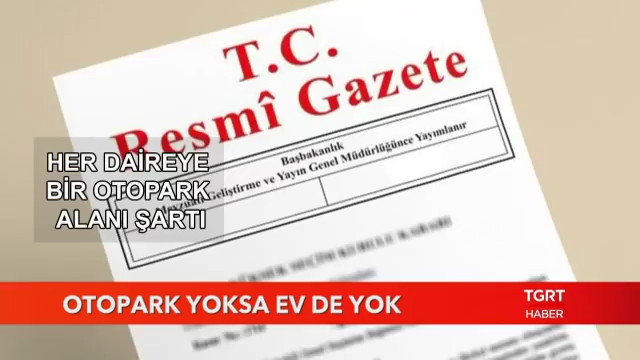 T.C.
Resmî Gazete
Başbakanlık
Mevzuatı Geliştirme ve Yayın Genel Müdürlüğünce Yayımlanır
HER DAİREYE
BİR OTOPARK
ALANI ŞARTI
OTOPARK YOKSA EV DE YOK
TGRT
HABER